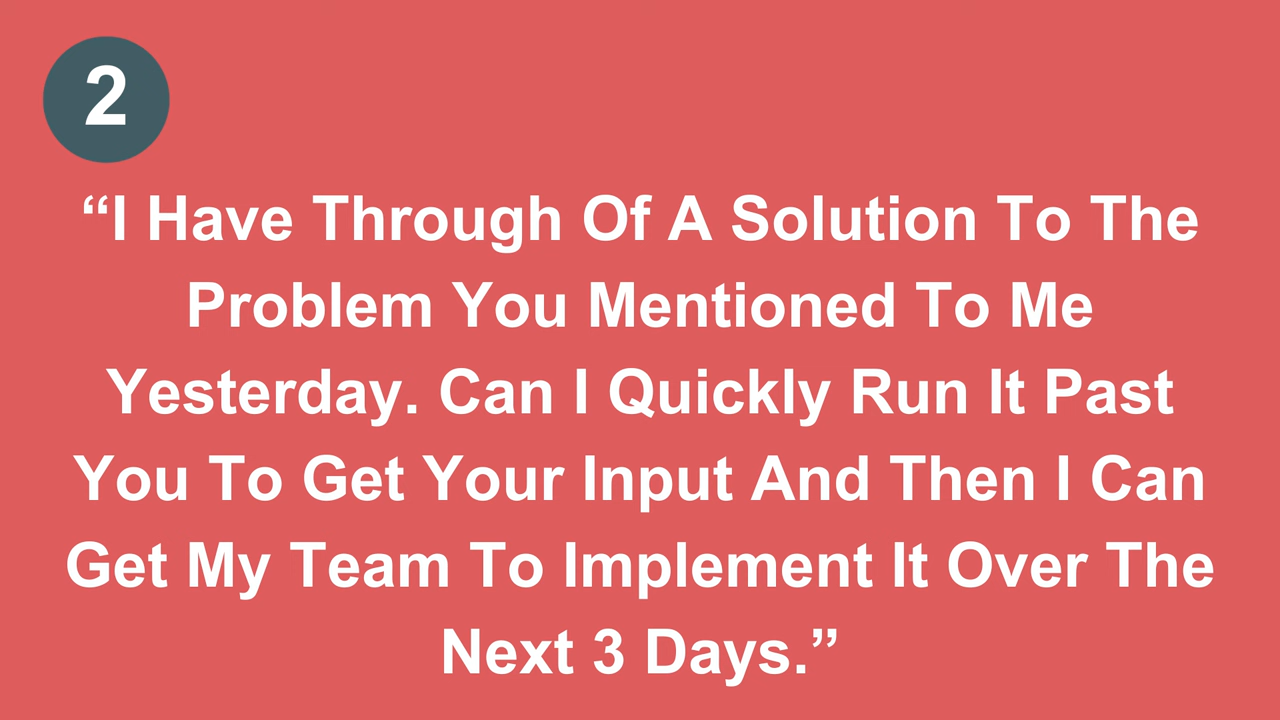 2
“I Have Through Of A Solution To The
Problem You Mentioned To Me
Yesterday. Can I Quickly Run It Past
You To Get Your Input And Then I Can
Get My Team To Implement It Over The
Next 3 Days.”